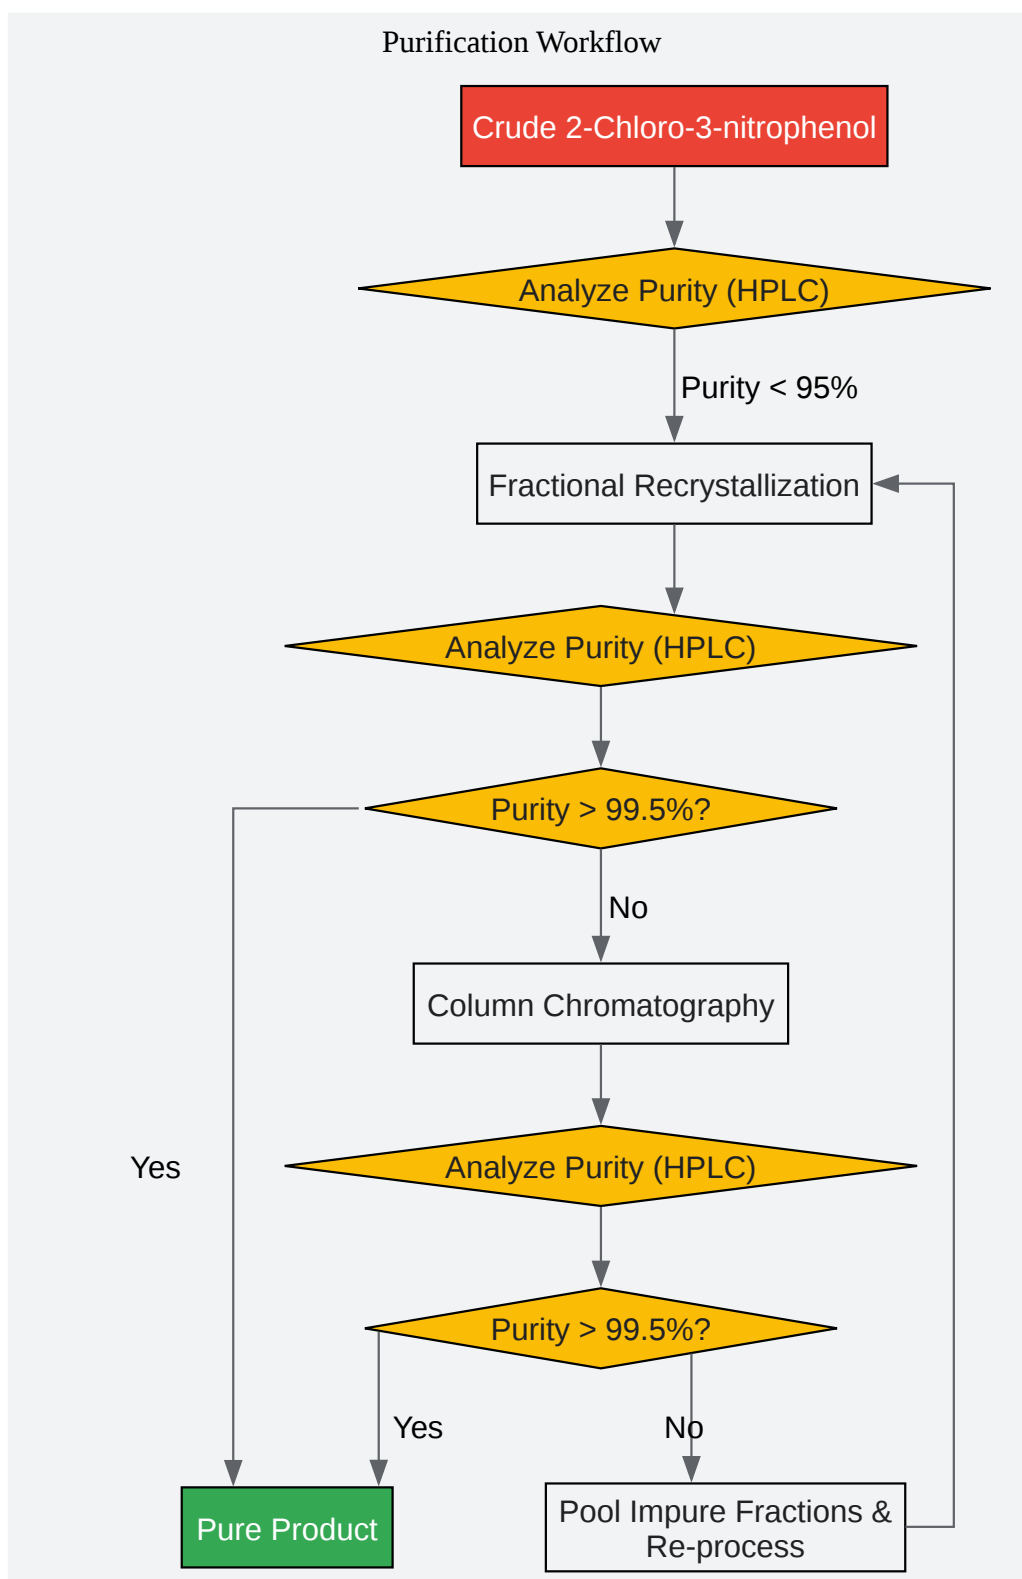 Purification Workflow
Crude 2-Chloro-3-nitrophenol
Analyze Purity (HPLC)
Purity < 95%
Fractional Recrystallization
Analyze Purity (HPLC)
Purity > 99.5%?
No
Column Chromatography
Yes
Analyze Purity (HPLC)
Purity > 99.5%?
Yes
No
Pure Product
Pool Impure Fractions &
Re-process